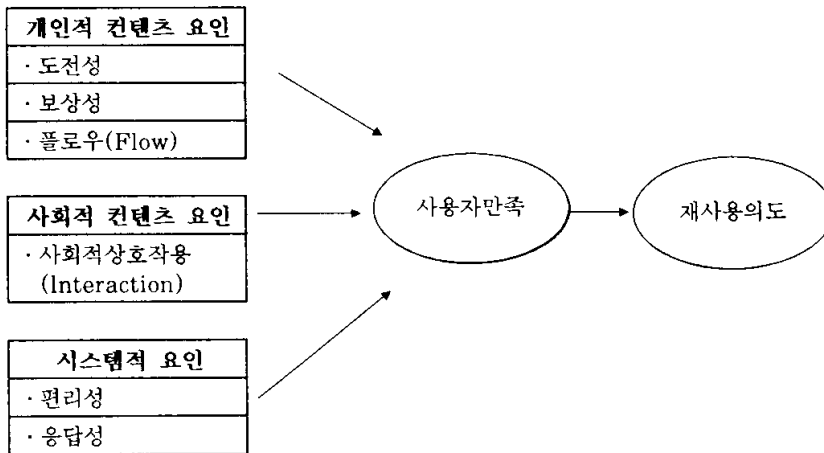 개인적 컨텐츠 요인
· 도전성
· 보상성
· 플로우(Flow)
사회적 컨텐츠 요인
· 사회적상호작용
(Interaction)
시스템적 요인
· 편리성
· 응답성
사용자만족
재사용의도